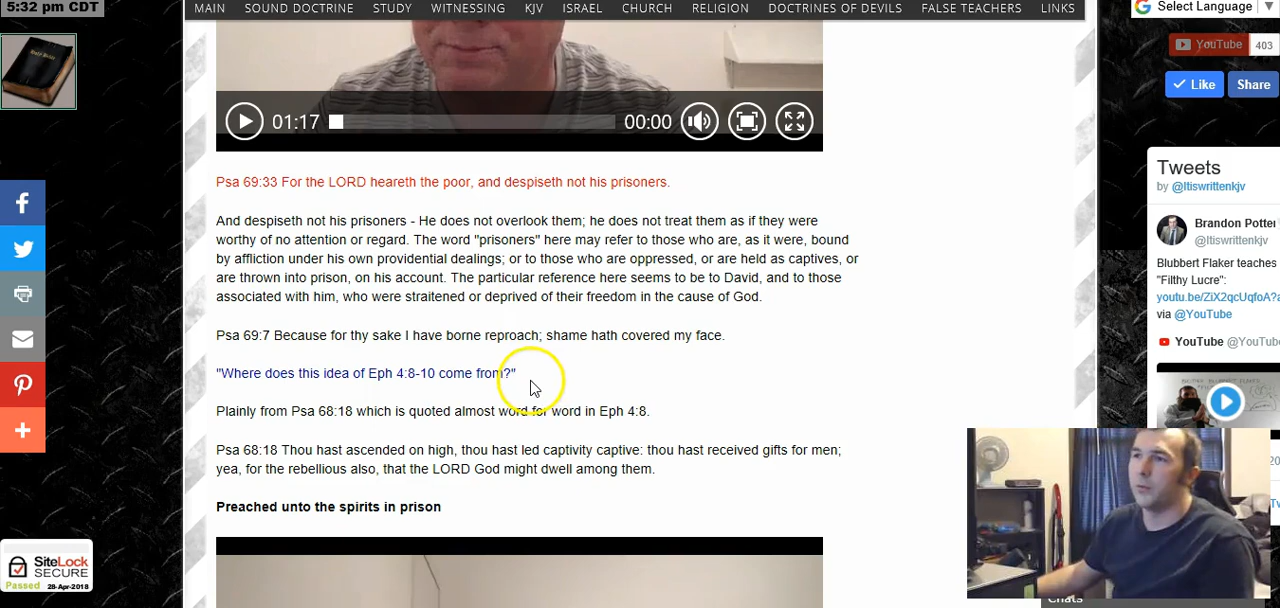 5:32 pm CDT
MAIN SOUND DOCTRINE STUDY WITNESSING KJV ISRAEL CHURCH RELIGION DOCTRINES OF DEVILS FALSE TEACHERS LINKS
Select Language
YouTube 403
Like Share
01:17 00:00
Psa 69:33 For the LORD heareth the poor, and despiseth not his prisoners.
And despiseth not his prisoners - He does not overlook them; he does not treat them as if they were
worthy of no attention or regard. The word "prisoners" here may refer to those who are, as it were, bound
by affliction under his own providential dealings; or to those who are oppressed, or are held as captives, or
are thrown into prison, on his account. The particular reference here seems to be to David, and to those
associated with him, who were straitened or deprived of their freedom in the cause of God.
Psa 69:7 Because for thy sake I have borne reproach; shame hath covered my face.
"Where does this idea of Eph 4:8-10 come from?"
Plainly from Psa 68:18 which is quoted almost word for word in Eph 4:8.
Psa 68:18 Thou hast ascended on high, thou hast led captivity captive: thou hast received gifts for men;
yea, for the rebellious also, that the LORD God might dwell among them.
Preached unto the spirits in prison
Tweets
by @Itiswrittenkjv
Brandon Potter
@Itiswrittenkjv
Blubbert Flaker teaches
"Filthy Lucre"
youtu.be/ZiX2qcUqfoA?a
via @YouTube
YouTube @YouTub
SiteLock
SECURE
Passed 28-Apr-2018
Chats